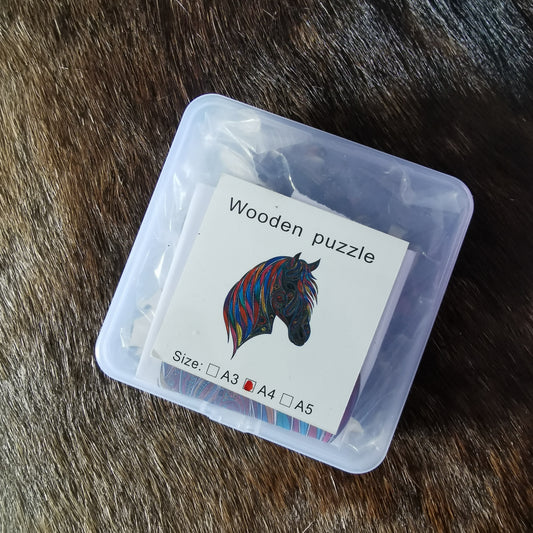 Wooden puzzle
Size: ☐ A3 ☑ A4 ☐ A5